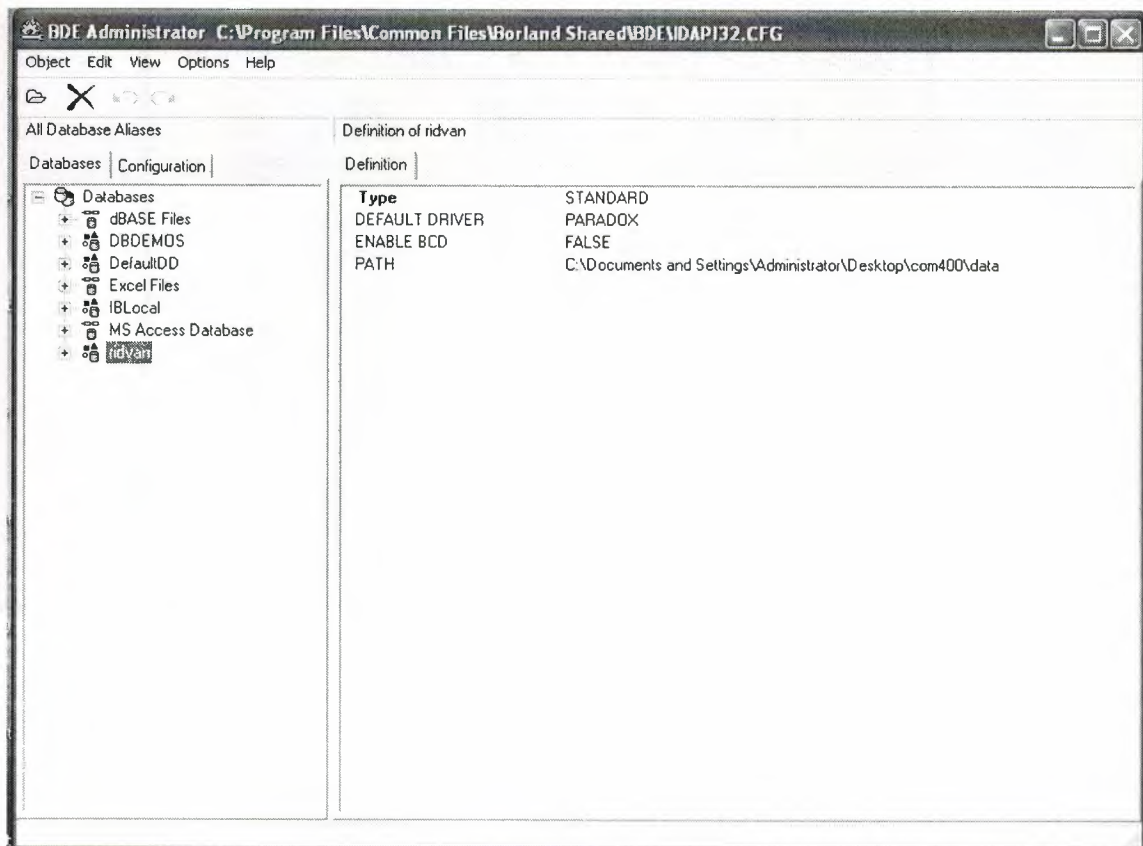 BDE Administrator C:\Program Files\Common Files\Borland Shared\BDE\IDAPI32.CFG
Object Edit View Options Help
All Database Aliases
Definition of ridvan
Databases Configuration
Definition
Databases
dBASE Files
DBDEMOS
DefaultDD
Excel Files
IBLocal
MS Access Database
ridvan
Type STANDARD
DEFAULT DRIVER PARADOX
ENABLE BCD FALSE
PATH C:\Documents and Settings\Administrator\Desktop\com400\data